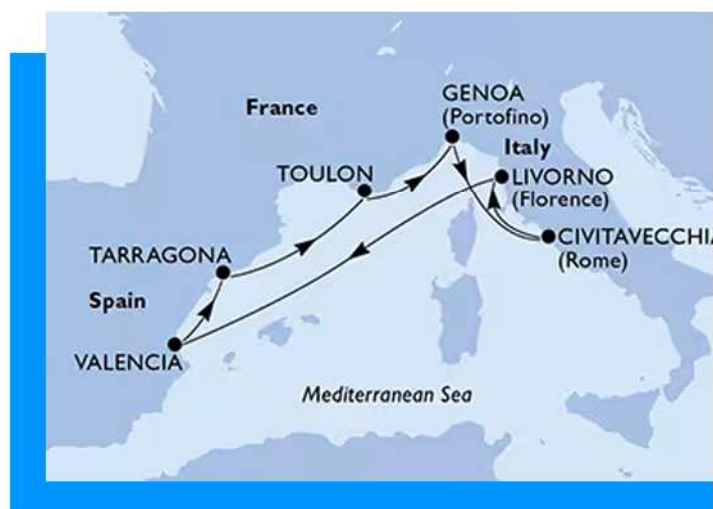 GENOA
(Portofino)
France
Italy
TOULON
LIVORNO
(Florence)
TARRAGONA
CIVITAVECCHIA
(Rome)
Spain
VALENCIA
Mediterranean Sea